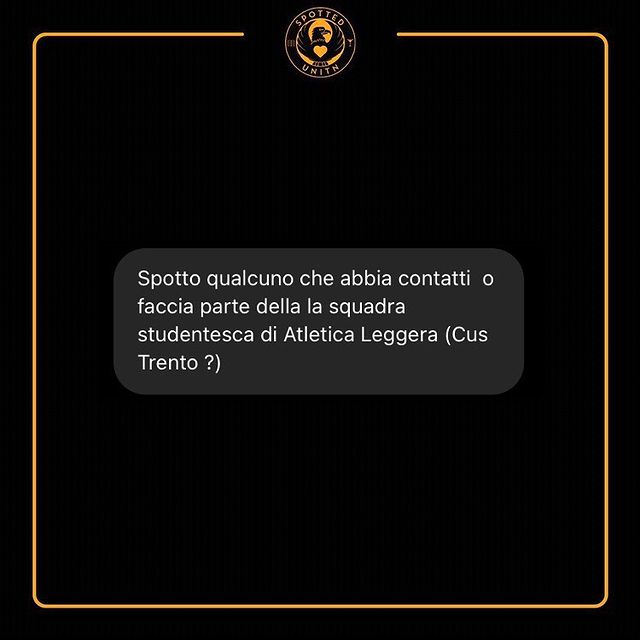 SPOTTED
UNITN
Spotto qualcuno che abbia contatti  o
faccia parte della la squadra
studentesca di Atletica Leggera (Cus
Trento ?)